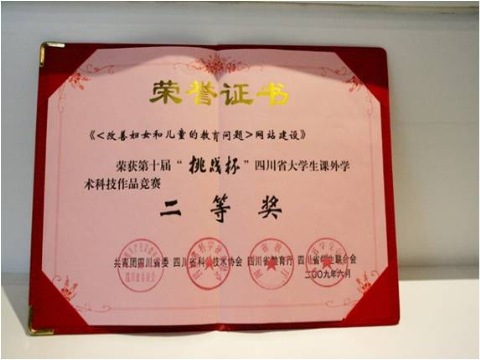 荣誉证书
《<改善妇女和儿童的教育问题>网站建设》
荣获第十届“挑战杯”四川省大学生课外学
术科技作品竞赛
二等奖
共青团四川省委 四川省科学技术协会 四川省教育厅 四川省学生联合会
二〇〇九年六月